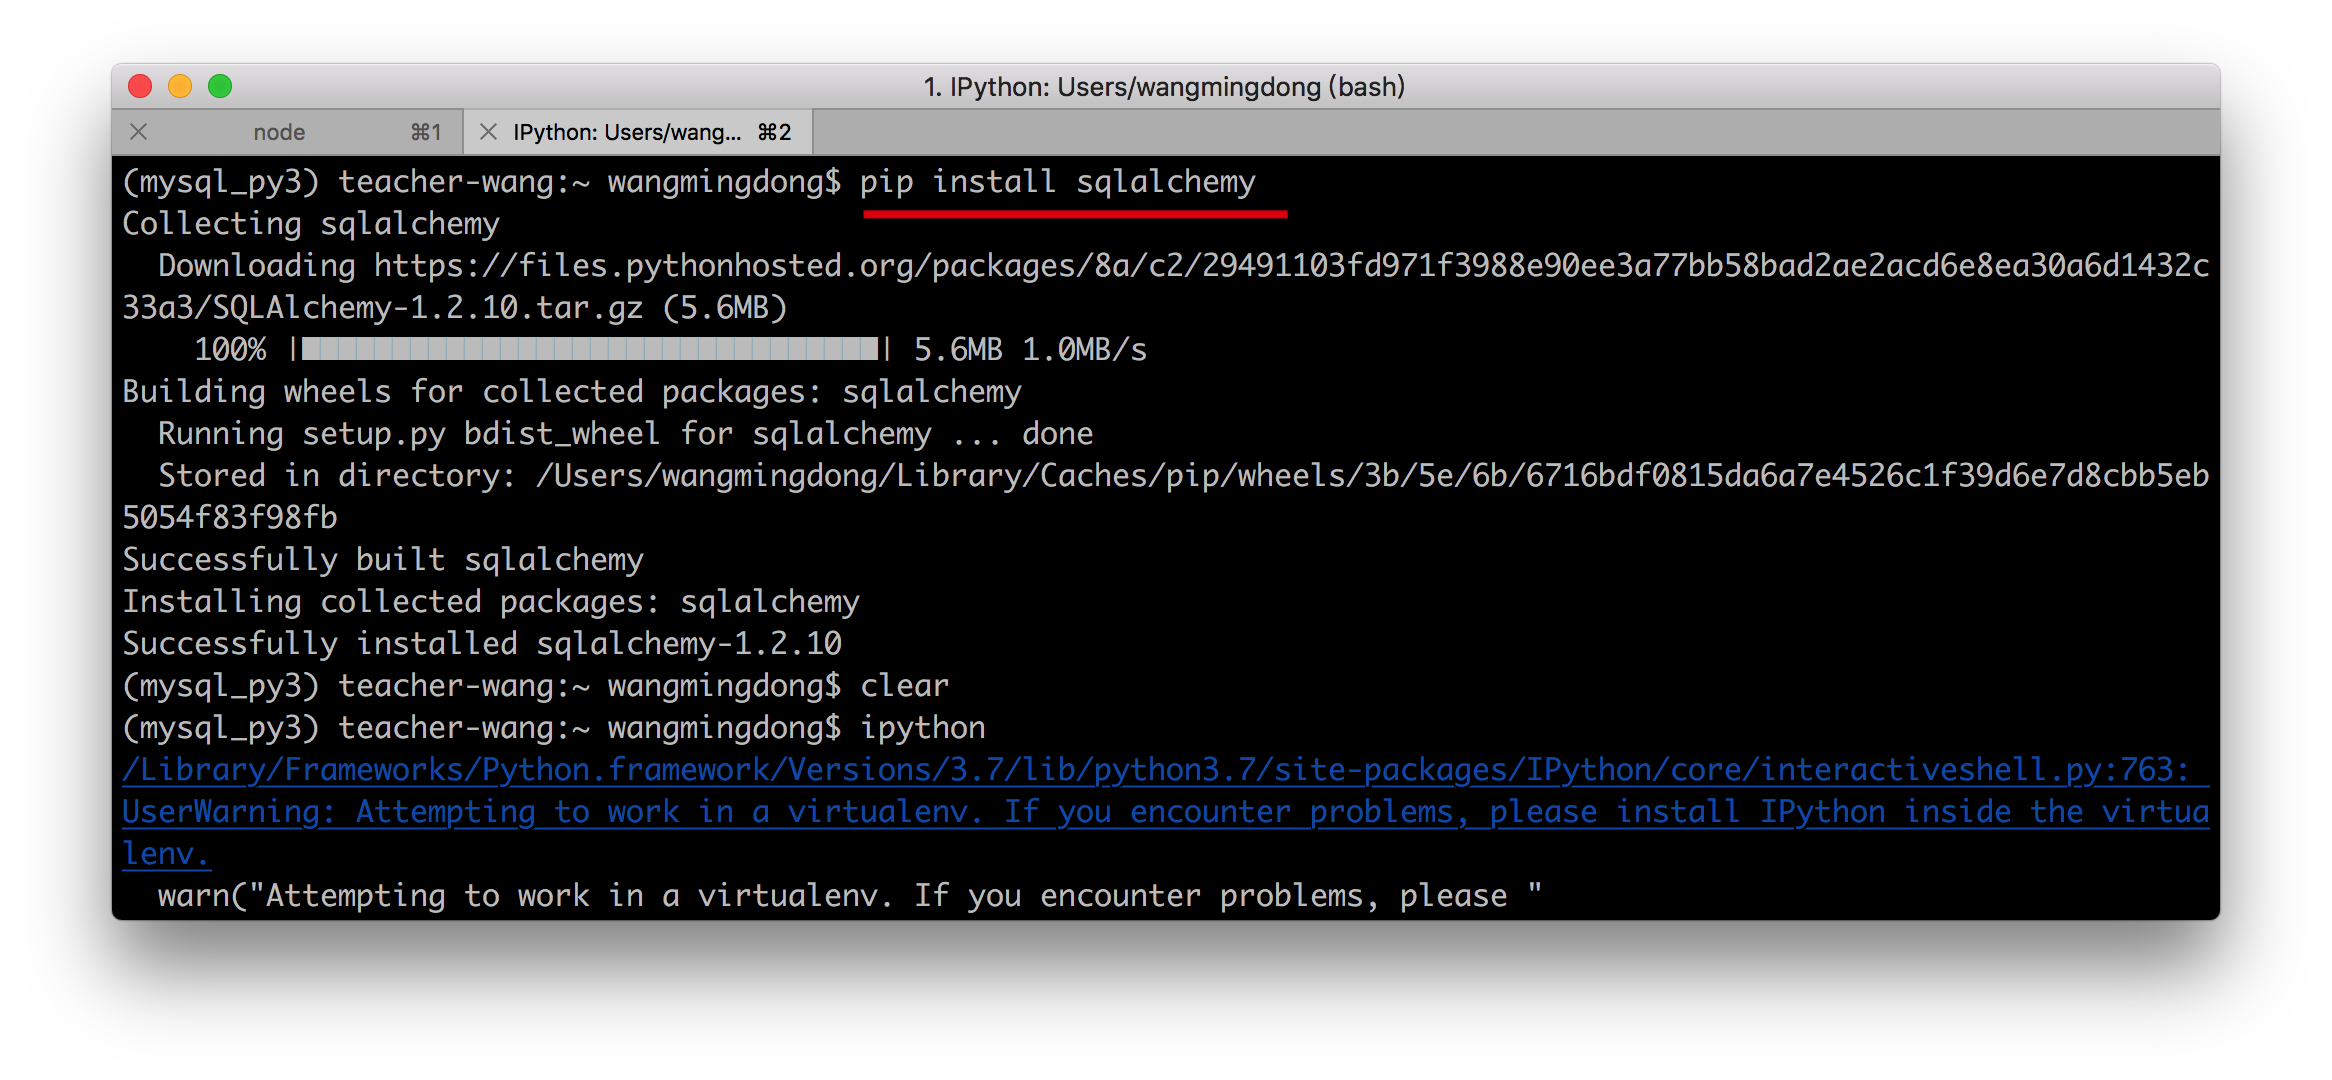 1. IPython: Users/wangmingdong (bash)
node ⌘1 IPython: Users/wang... ⌘2
(mysql_py3) teacher-wang:~ wangmingdong$ pip install sqlalchemy
Collecting sqlalchemy
  Downloading https://files.pythonhosted.org/packages/8a/c2/29491103fd971f3988e90ee3a77bb58bad2ae2acd6e8ea30a6d1432c
33a3/SQLAlchemy-1.2.10.tar.gz (5.6MB)
    100% |████████████████████████████████| 5.6MB 1.0MB/s
Building wheels for collected packages: sqlalchemy
  Running setup.py bdist_wheel for sqlalchemy ... done
  Stored in directory: /Users/wangmingdong/Library/Caches/pip/wheels/3b/5e/6b/6716bdf0815da6a7e4526c1f39d6e7d8cbb5eb
5054f83f98fb
Successfully built sqlalchemy
Installing collected packages: sqlalchemy
Successfully installed sqlalchemy-1.2.10
(mysql_py3) teacher-wang:~ wangmingdong$ clear
(mysql_py3) teacher-wang:~ wangmingdong$ ipython
/Library/Frameworks/Python.framework/Versions/3.7/lib/python3.7/site-packages/IPython/core/interactiveshell.py:763:
UserWarning: Attempting to work in a virtualenv. If you encounter problems, please install IPython inside the virtua
lenv.
  warn("Attempting to work in a virtualenv. If you encounter problems, please "